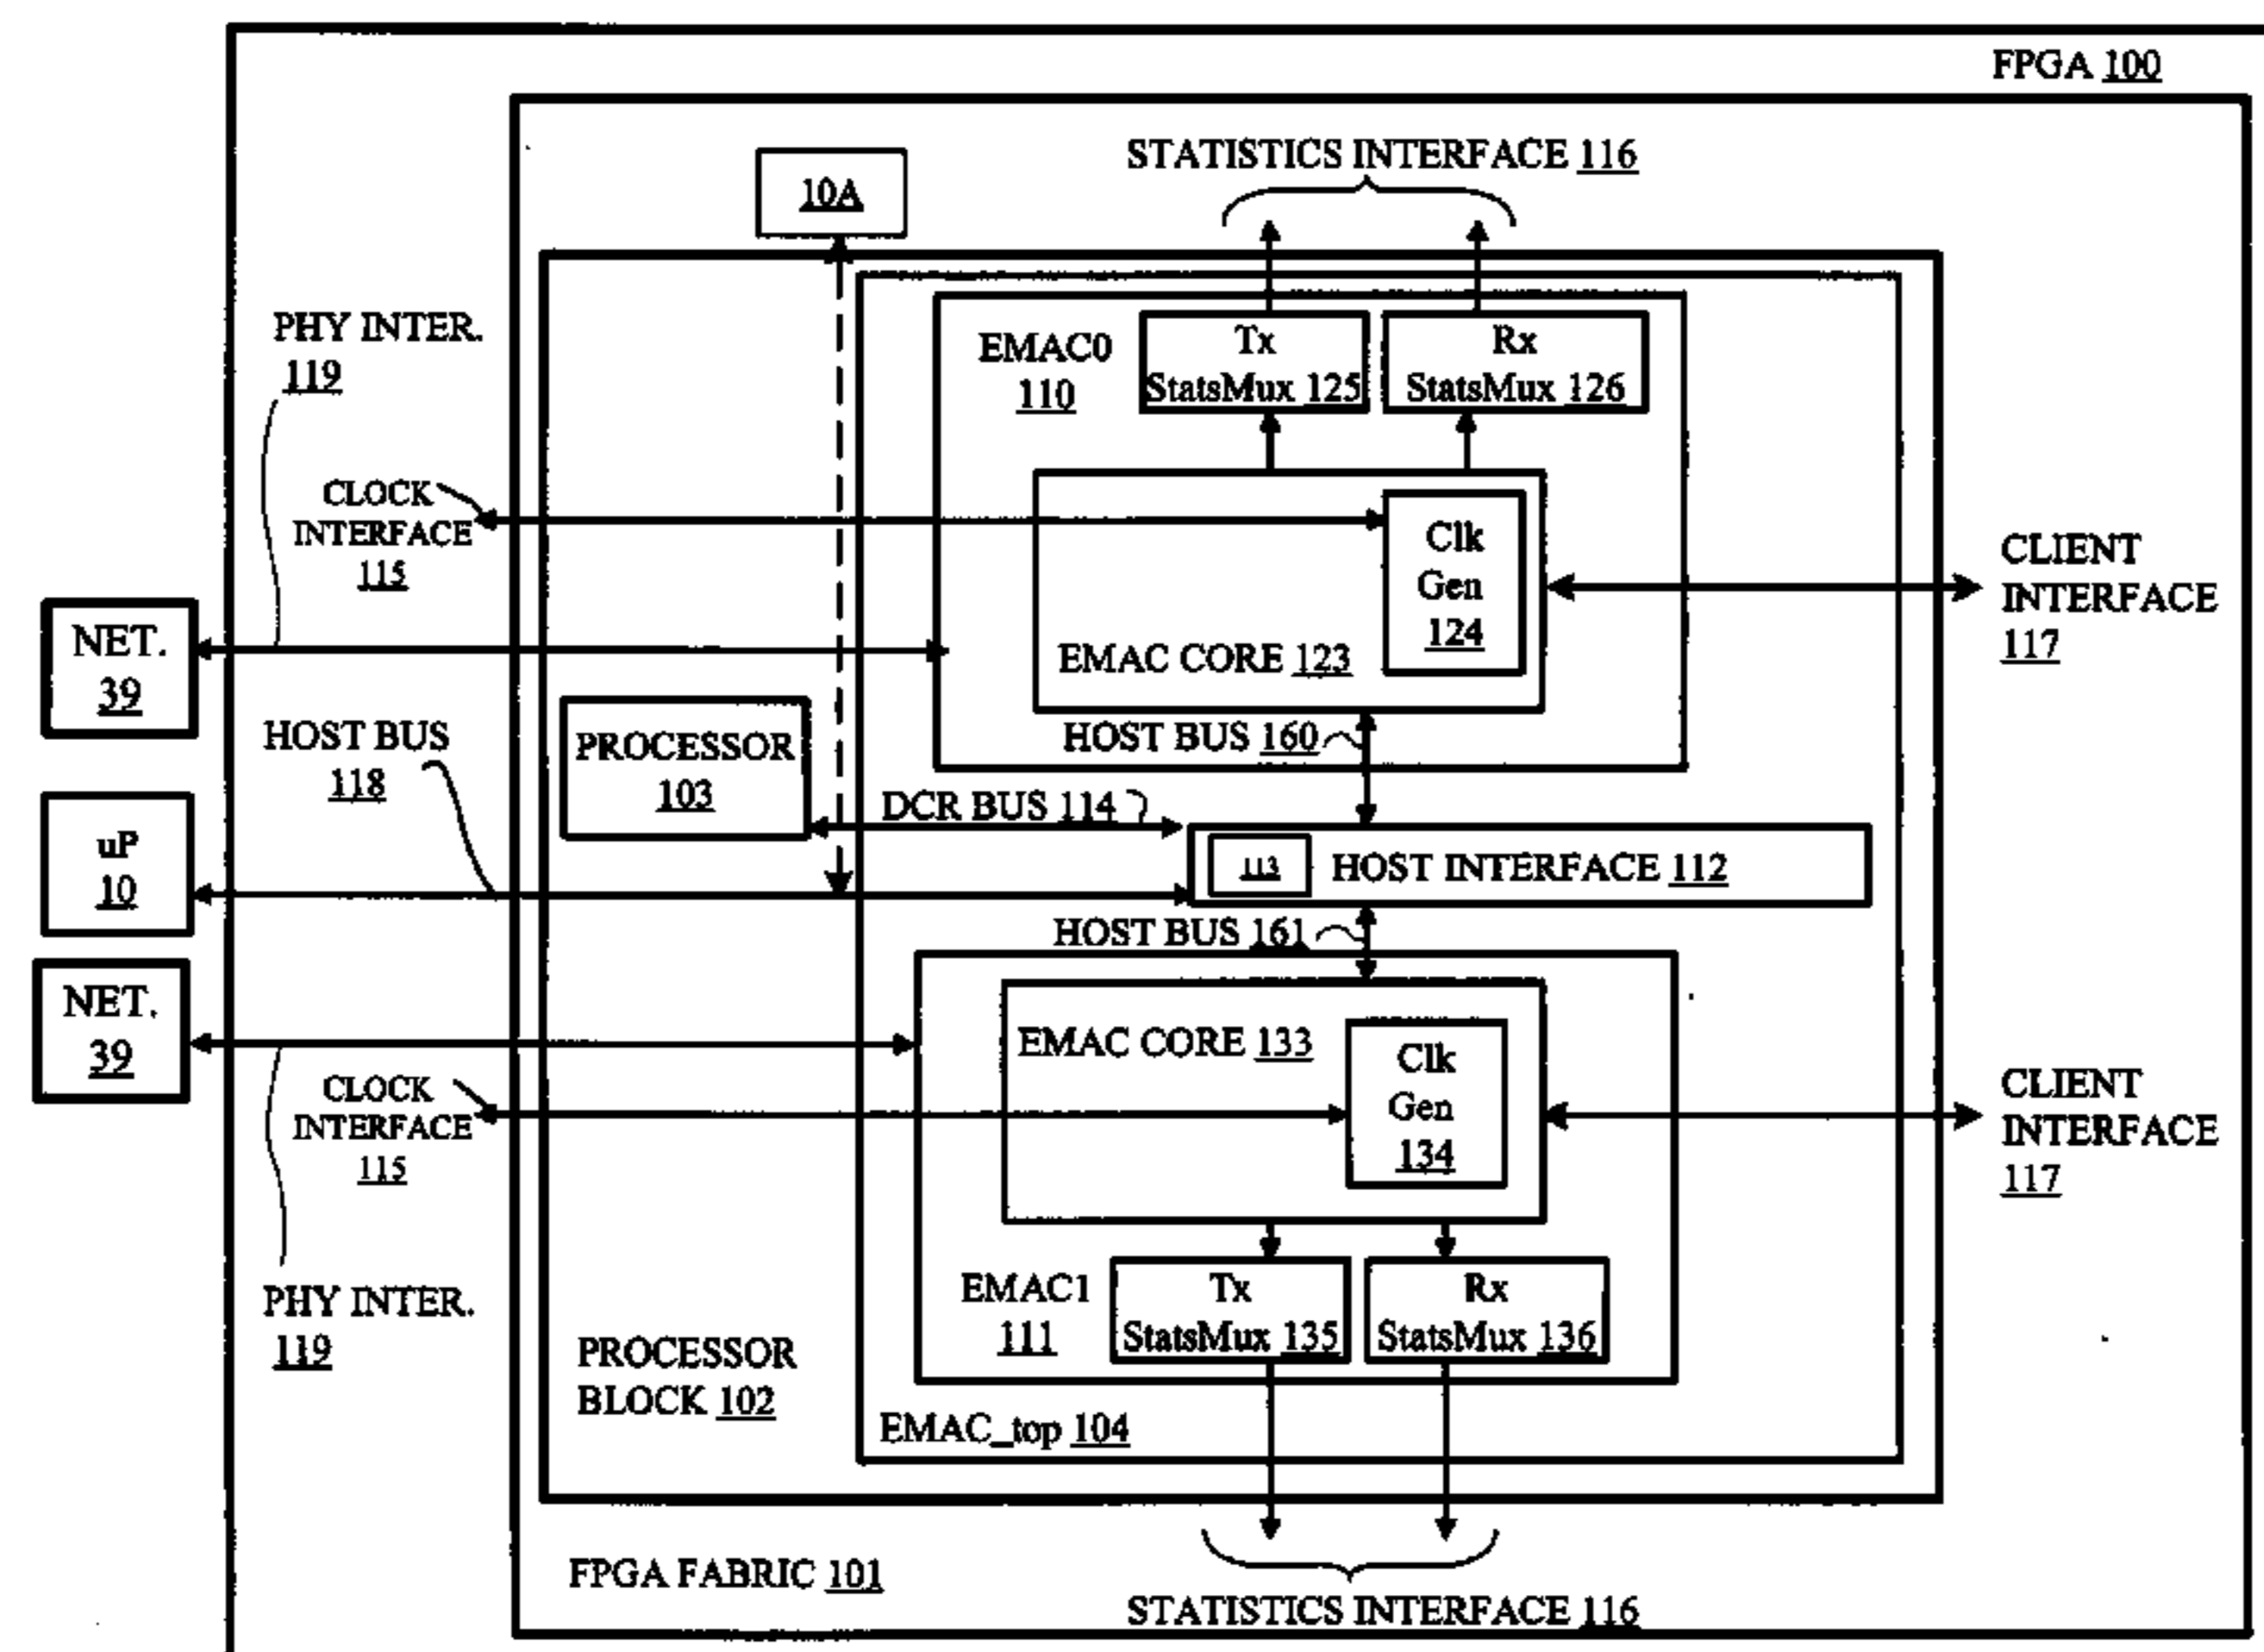 FPGA 100
STATISTICS INTERFACE 116
10A
PHY INTER.
119
EMAC0
110
Tx
StatsMux 125
Rx
StatsMux 126
CLOCK
INTERFACE
115
Clk
Gen
124
CLIENT
INTERFACE
117
NET.
39
EMAC CORE 123
HOST BUS
118
PROCESSOR
103
HOST BUS 160
DCR BUS 114
uP
10
113
HOST INTERFACE 112
HOST BUS 161
NET.
39
EMAC CORE 133
Clk
Gen
134
CLOCK
INTERFACE
115
CLIENT
INTERFACE
117
PHY INTER.
119
EMAC1
111
Tx
StatsMux 135
Rx
StatsMux 136
PROCESSOR
BLOCK 102
EMAC_top 104
FPGA FABRIC 101
STATISTICS INTERFACE 116